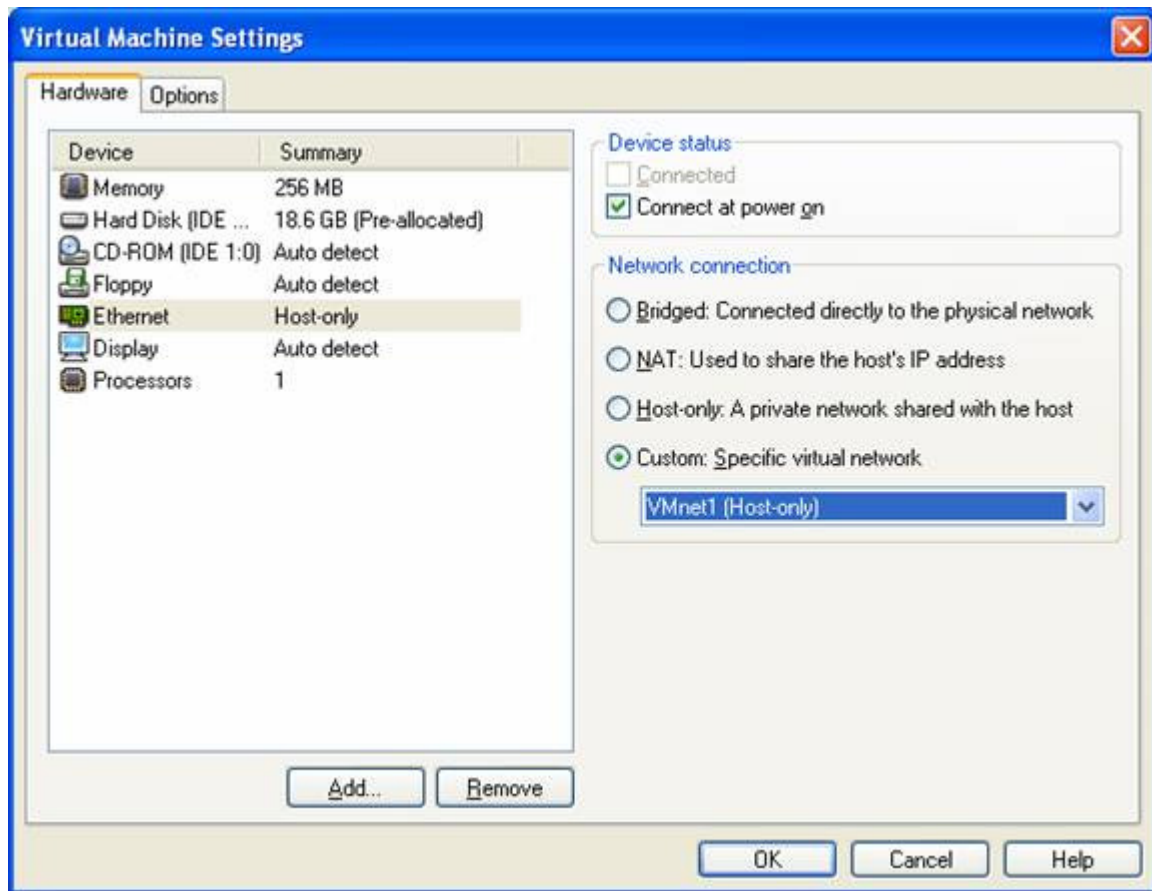 Virtual Machine Settings
Hardware Options
Device Summary
Memory 256 MB
Hard Disk (IDE ... 18.6 GB (Pre-allocated)
CD-ROM (IDE 1:0) Auto detect
Floppy Auto detect
Ethernet Host-only
Display Auto detect
Processors 1
Add... Remove
Device status
Connected
Connect at power on
Network connection
Bridged: Connected directly to the physical network
NAT: Used to share the host's IP address
Host-only: A private network shared with the host
Custom: Specific virtual network
VMnet1 (Host-only)
OK Cancel Help